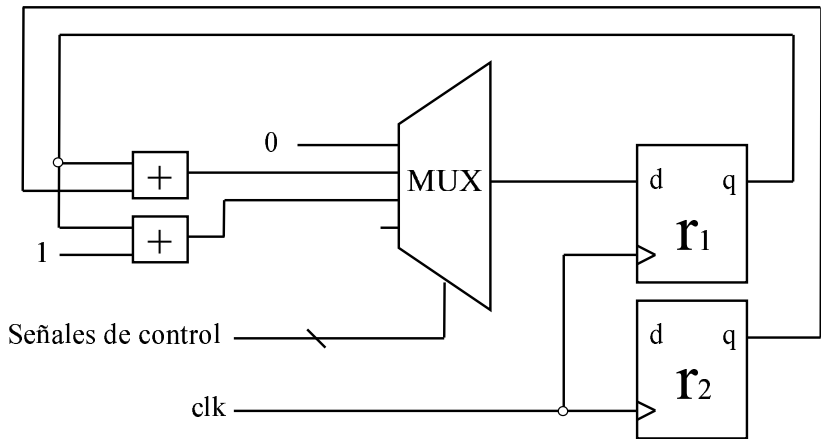 0
+
MUX
d q
r1
+
1
Señales de control
d q
r2
clk